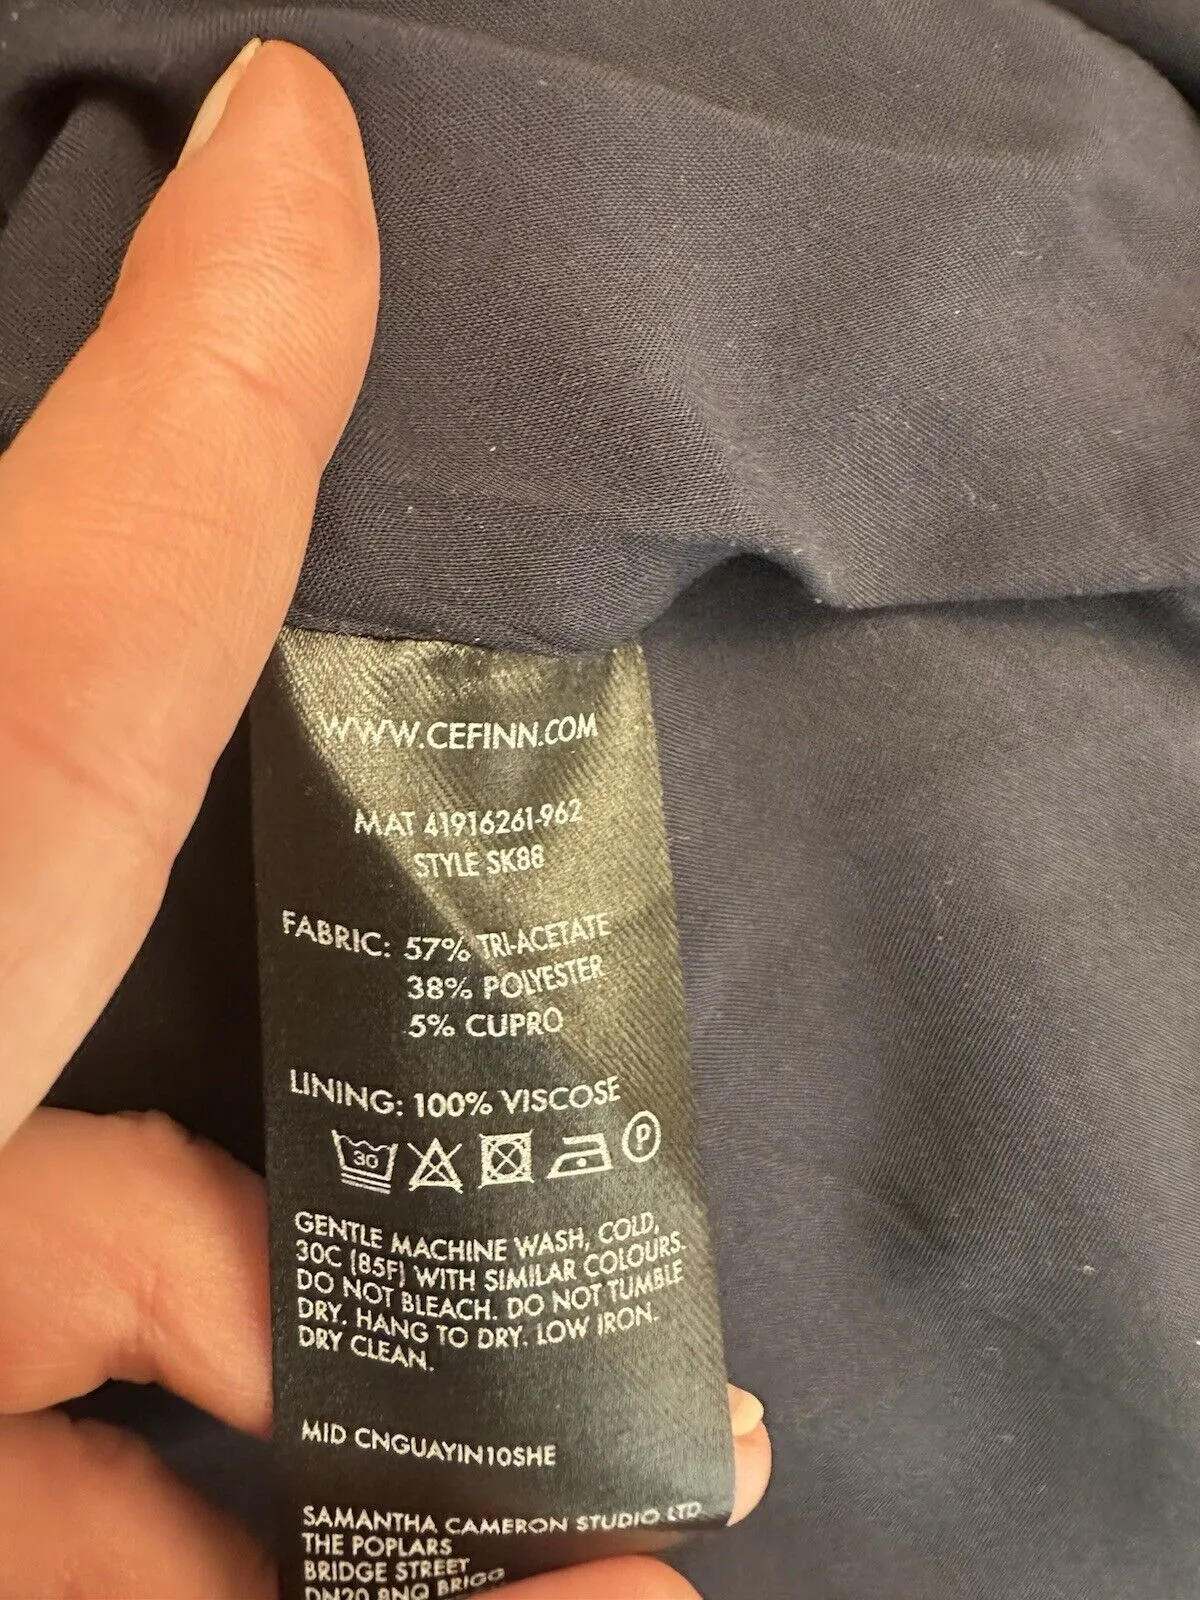 WWW.CEFINN.COM
MAT 41916261-962
STYLE SK88
FABRIC: 57% TRI-ACETATE
38% POLYESTER
5% CUPRO
LINING: 100% VISCOSE
30
P
GENTLE MACHINE WASH, COLD,
30C (85F) WITH SIMILAR COLOURS.
DO NOT BLEACH. DO NOT TUMBLE
DRY. HANG TO DRY. LOW IRON.
DRY CLEAN.
MID CNGUAYIN10SHE
SAMANTHA CAMERON STUDIO LTD
THE POPLARS
BRIDGE STREET
DN20 8NQ BRIGG